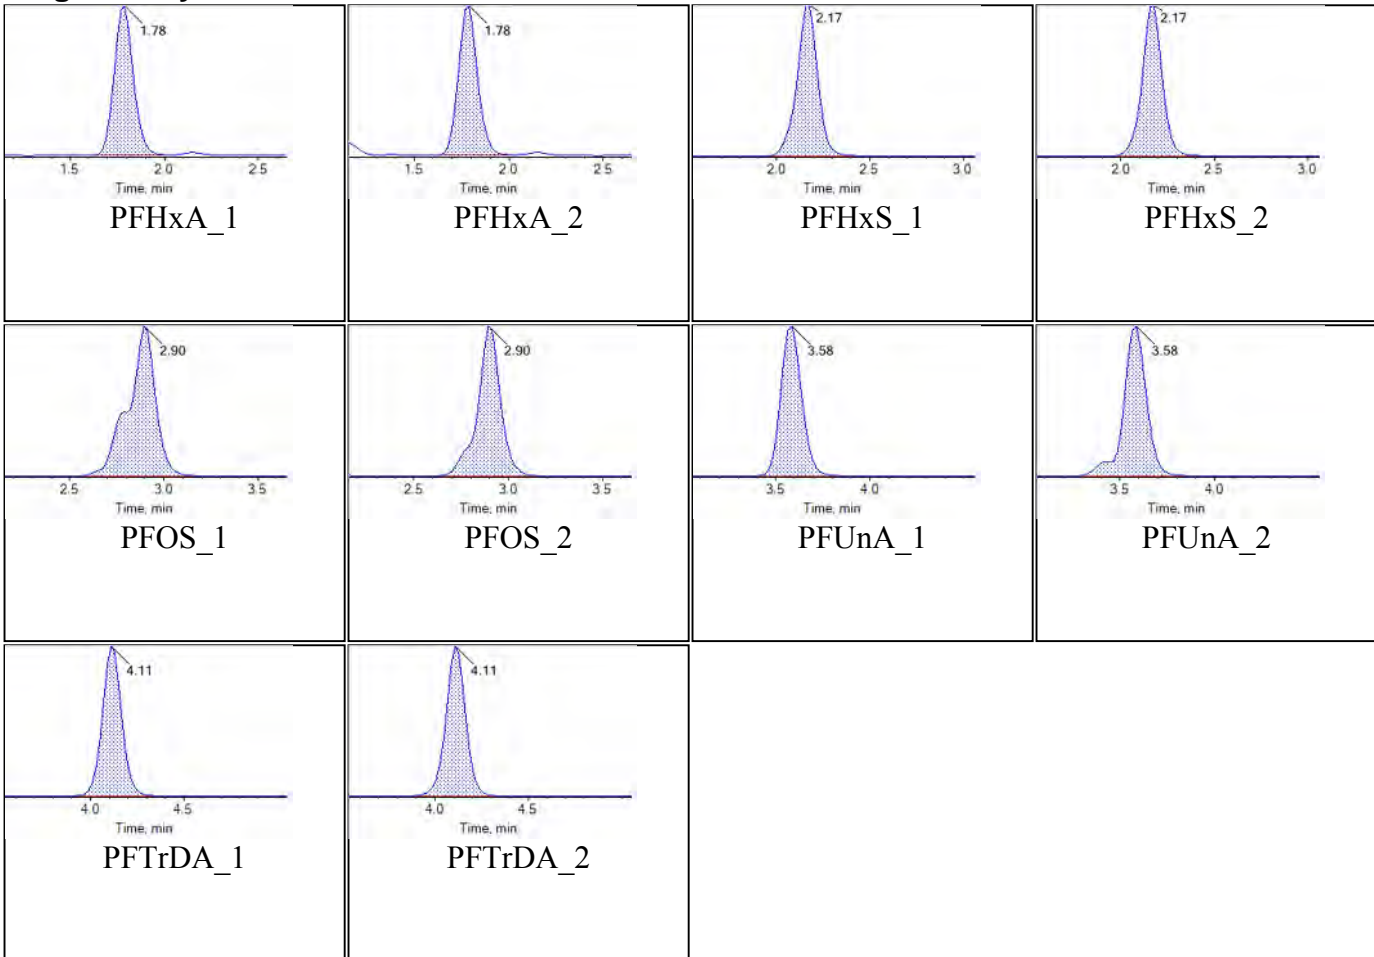 1.78
1.5 2.0 2.5
Time, min
PFHxA_1
1.78
1.5 2.0 2.5
Time, min
PFHxA_2
2.17
2.0 2.5 3.0
Time, min
PFHxS_1
2.17
2.0 2.5 3.0
Time, min
PFHxS_2
2.90
2.5 3.0 3.5
Time, min
PFOS_1
2.90
2.5 3.0 3.5
Time, min
PFOS_2
3.58
3.5 4.0
Time, min
PFUnA_1
3.58
3.5 4.0
Time, min
PFUnA_2
4.11
4.0 4.5
Time, min
PFTrDA_1
4.11
4.0 4.5
Time, min
PFTrDA_2